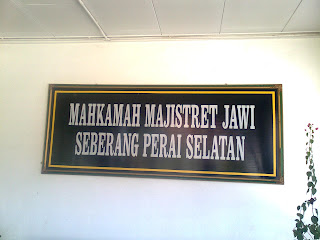 MAHKAMAH MAJISTRET JAWI
SEBERANG PERAI SELATAN